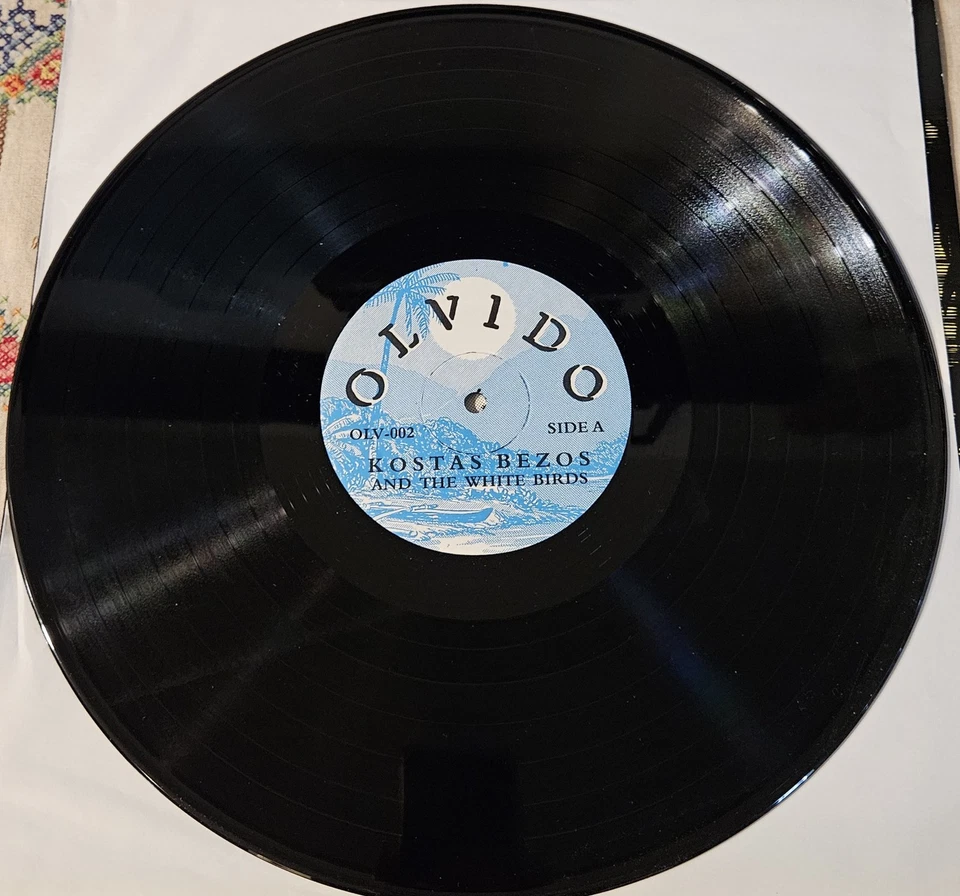 OLVIDO
OLV-002 SIDE A
KOSTAS BEZOS
AND THE WHITE BIRDS